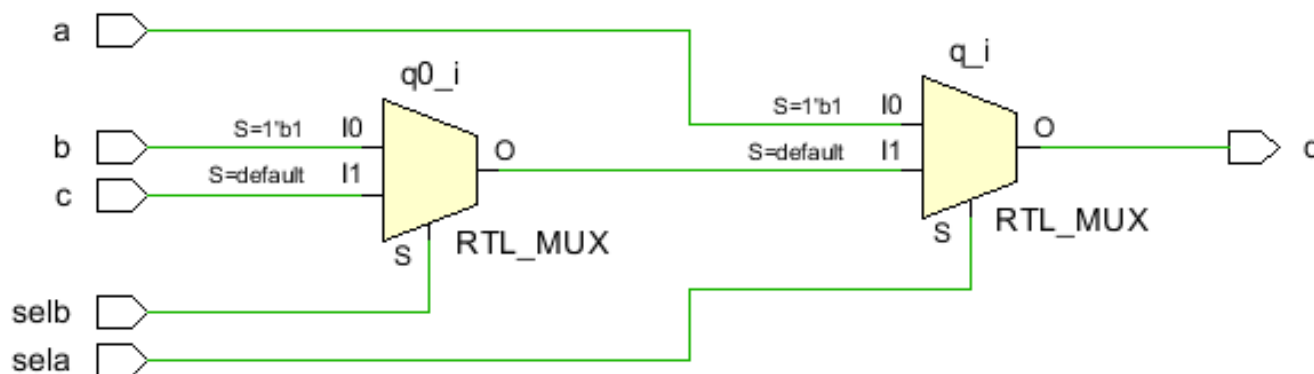 a
q_i
q0_i
S=1'b1 I0
S=1'b1 I0
O
b
O
S=default I1
S=default I1
c
RTL_MUX
S
RTL_MUX
S
selb
sela